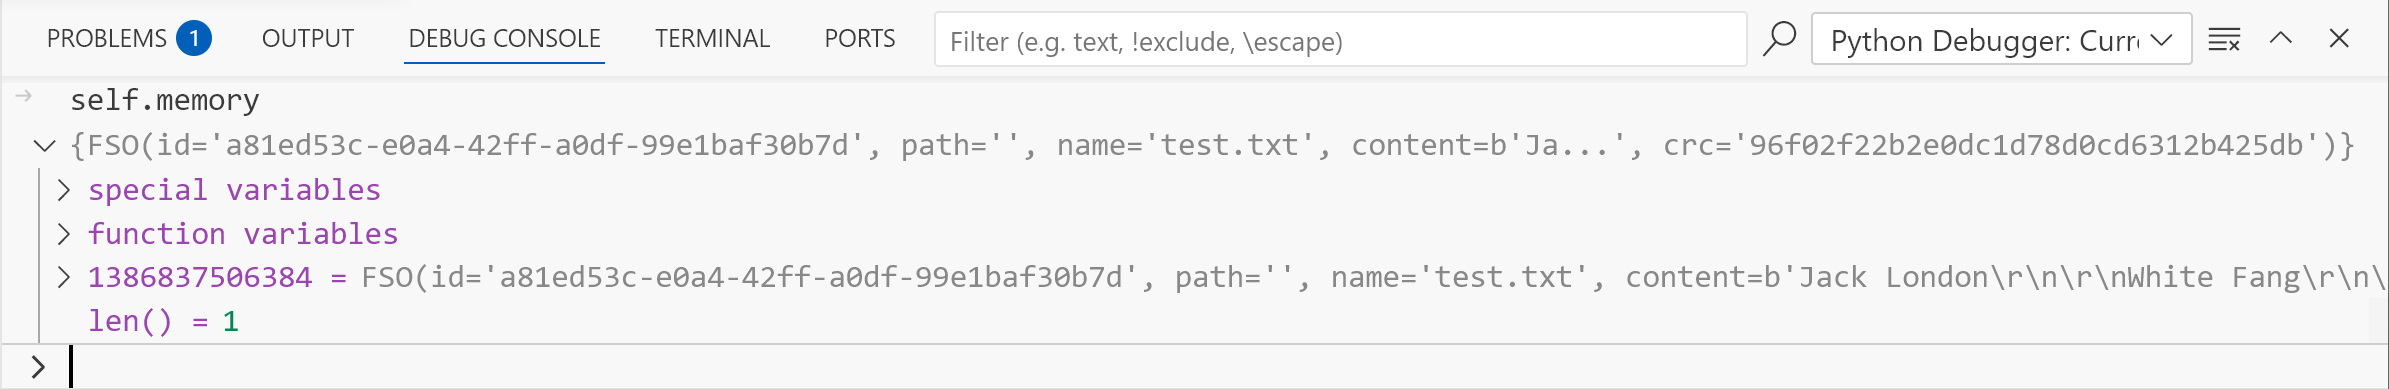 PROBLEMS 1 OUTPUT DEBUG CONSOLE TERMINAL PORTS Filter (e.g. text, !exclude, \escape) Python Debugger: Curr
self.memory
{FSO(id='a81ed53c-e0a4-42ff-a0df-99e1baf30b7d', path='', name='test.txt', content=b'Ja...', crc='96f02f22b2e0dc1d78d0cd6312b425db')}
special variables
function variables
1386837506384 = FSO(id='a81ed53c-e0a4-42ff-a0df-99e1baf30b7d', path='', name='test.txt', content=b'Jack London\r\n\r\nWhite Fang\r\n\
len() = 1